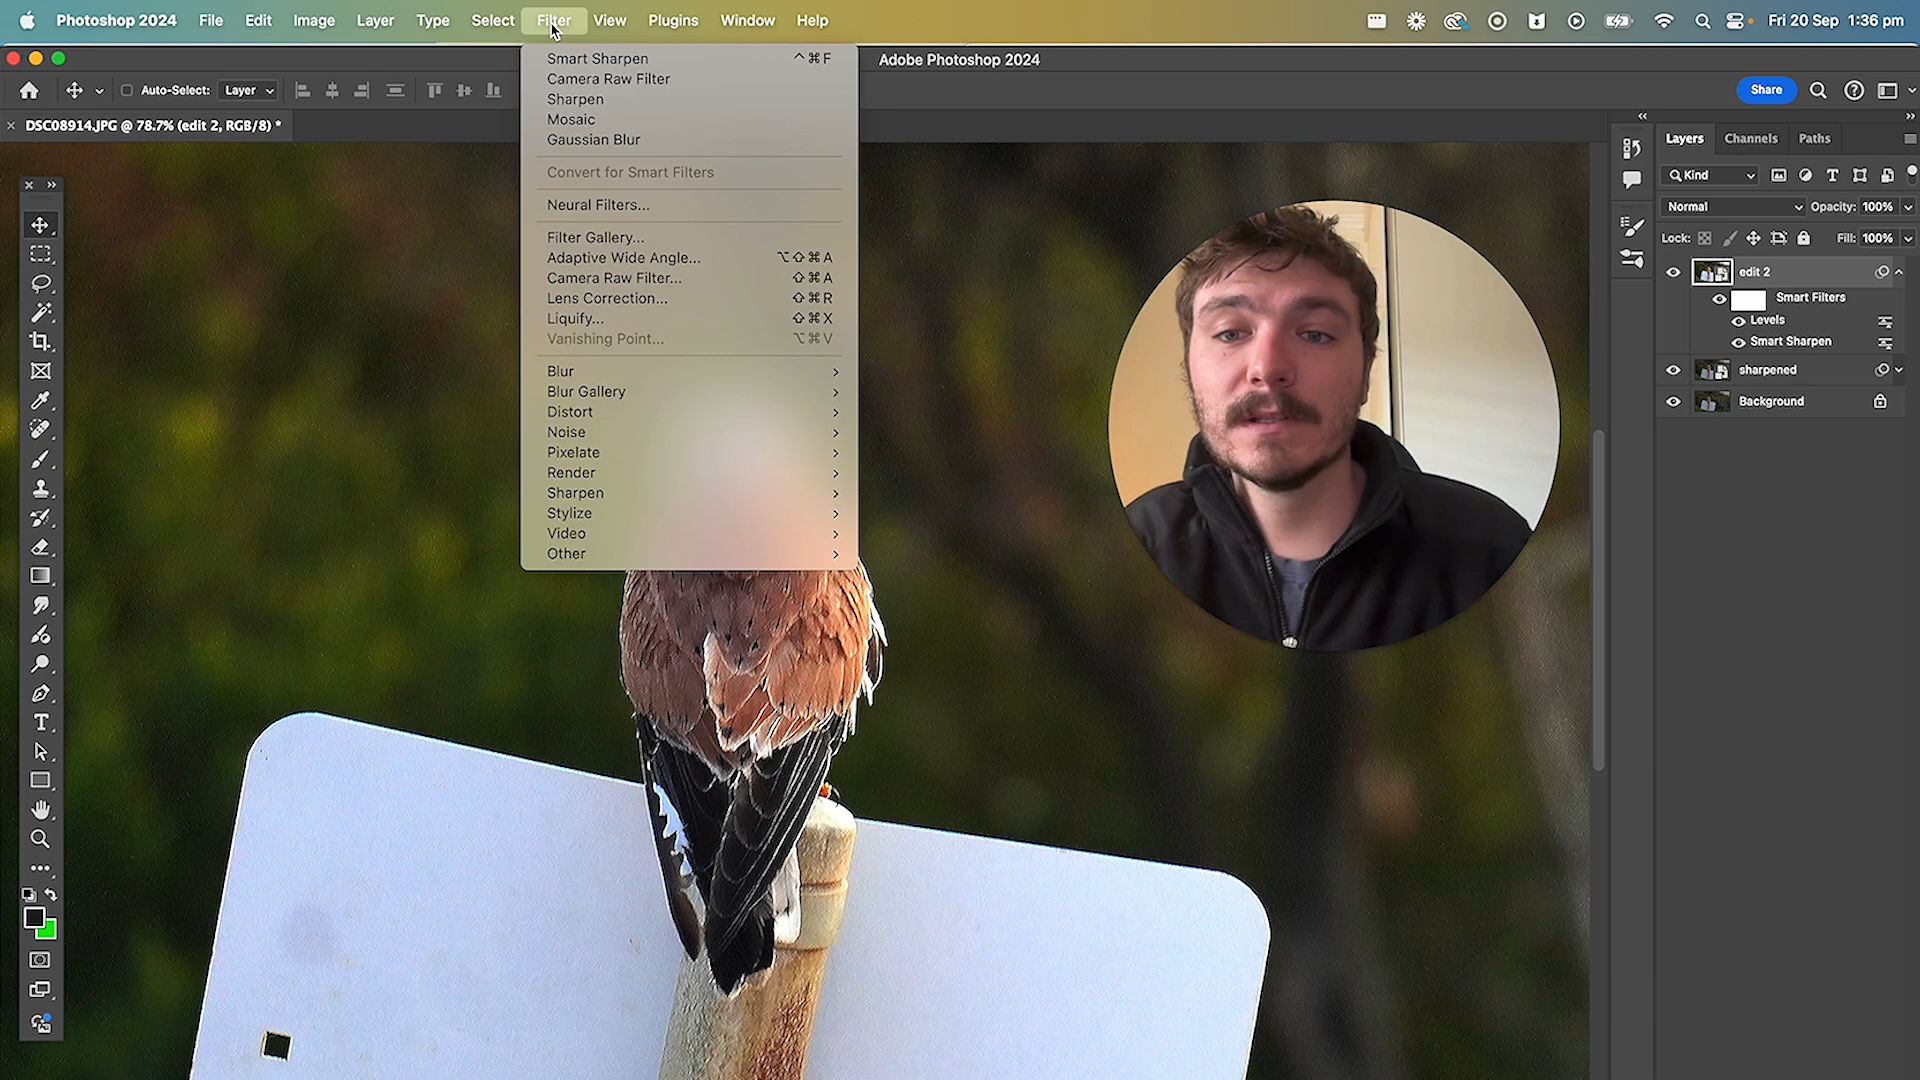 Photoshop 2024 File Edit Image Layer Type Select Filter View Plugins Window Help Fri 20 Sep 1:36 pm
Adobe Photoshop 2024
Auto-Select: Layer Share
DSC08914.JPG @ 78.7% (edit 2, RGB/8) *
Smart Sharpen ^⌘F
Camera Raw Filter
Sharpen
Mosaic
Gaussian Blur
Convert for Smart Filters
Neural Filters...
Filter Gallery...
Adaptive Wide Angle... ⌥⇧⌘A
Camera Raw Filter... ⇧⌘A
Lens Correction... ⇧⌘R
Liquify... ⇧⌘X
Vanishing Point... ⌥⌘V
Blur
Blur Gallery
Distort
Noise
Pixelate
Render
Sharpen
Stylize
Video
Other
Layers Channels Paths
Kind
Normal Opacity: 100%
Lock: Fill: 100%
edit 2
Smart Filters
Levels
Smart Sharpen
sharpened
Background